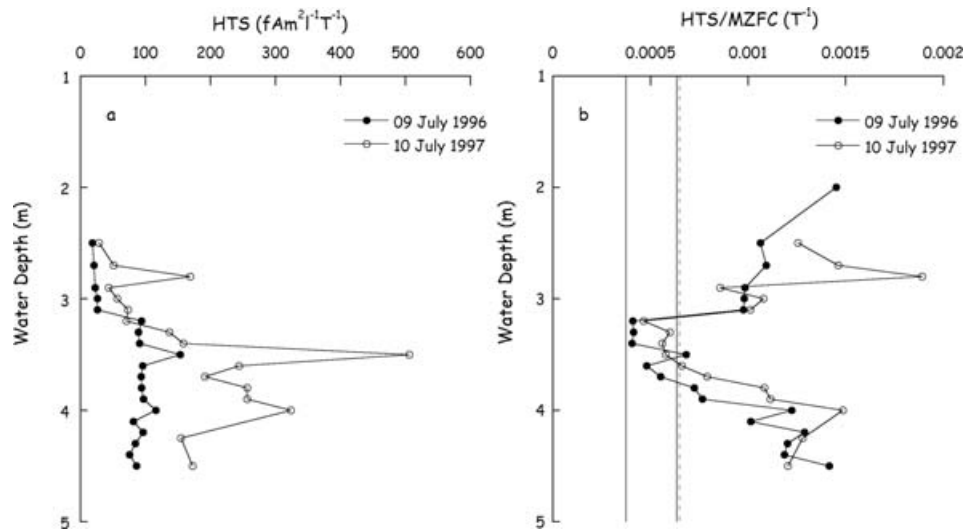 HTS (fAm²l⁻¹T⁻¹)
0 100 200 300 400 500 600
1
2
3
4
5
Water Depth (m)
a
09 July 1996
10 July 1997
HTS/MZFC (T⁻¹)
0 0.0005 0.001 0.0015 0.002
1
2
3
4
5
Water Depth (m)
b
09 July 1996
10 July 1997